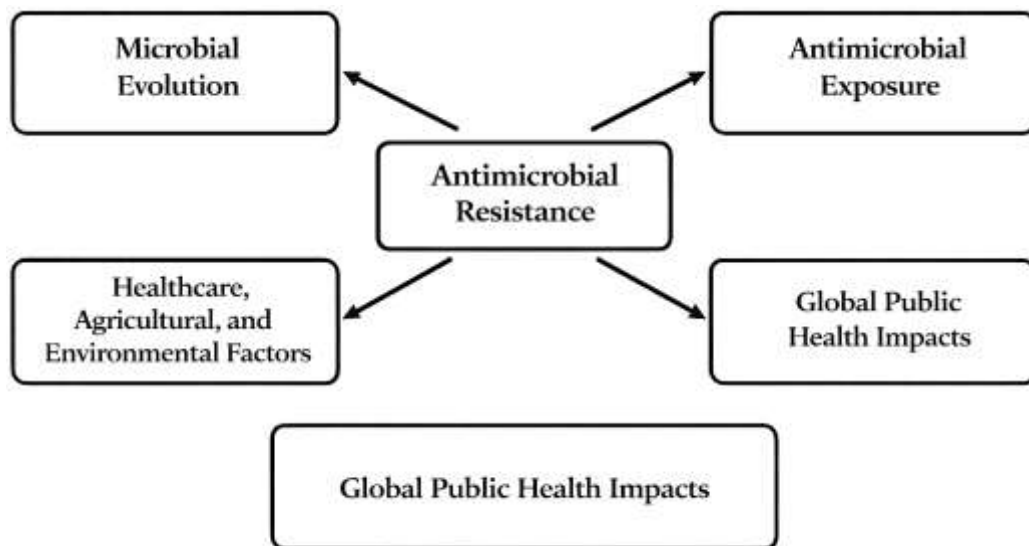 Microbial
Evolution
Antimicrobial
Exposure
Antimicrobial
Resistance
Healthcare,
Agricultural, and
Environmental Factors
Global Public
Health Impacts
Global Public Health Impacts